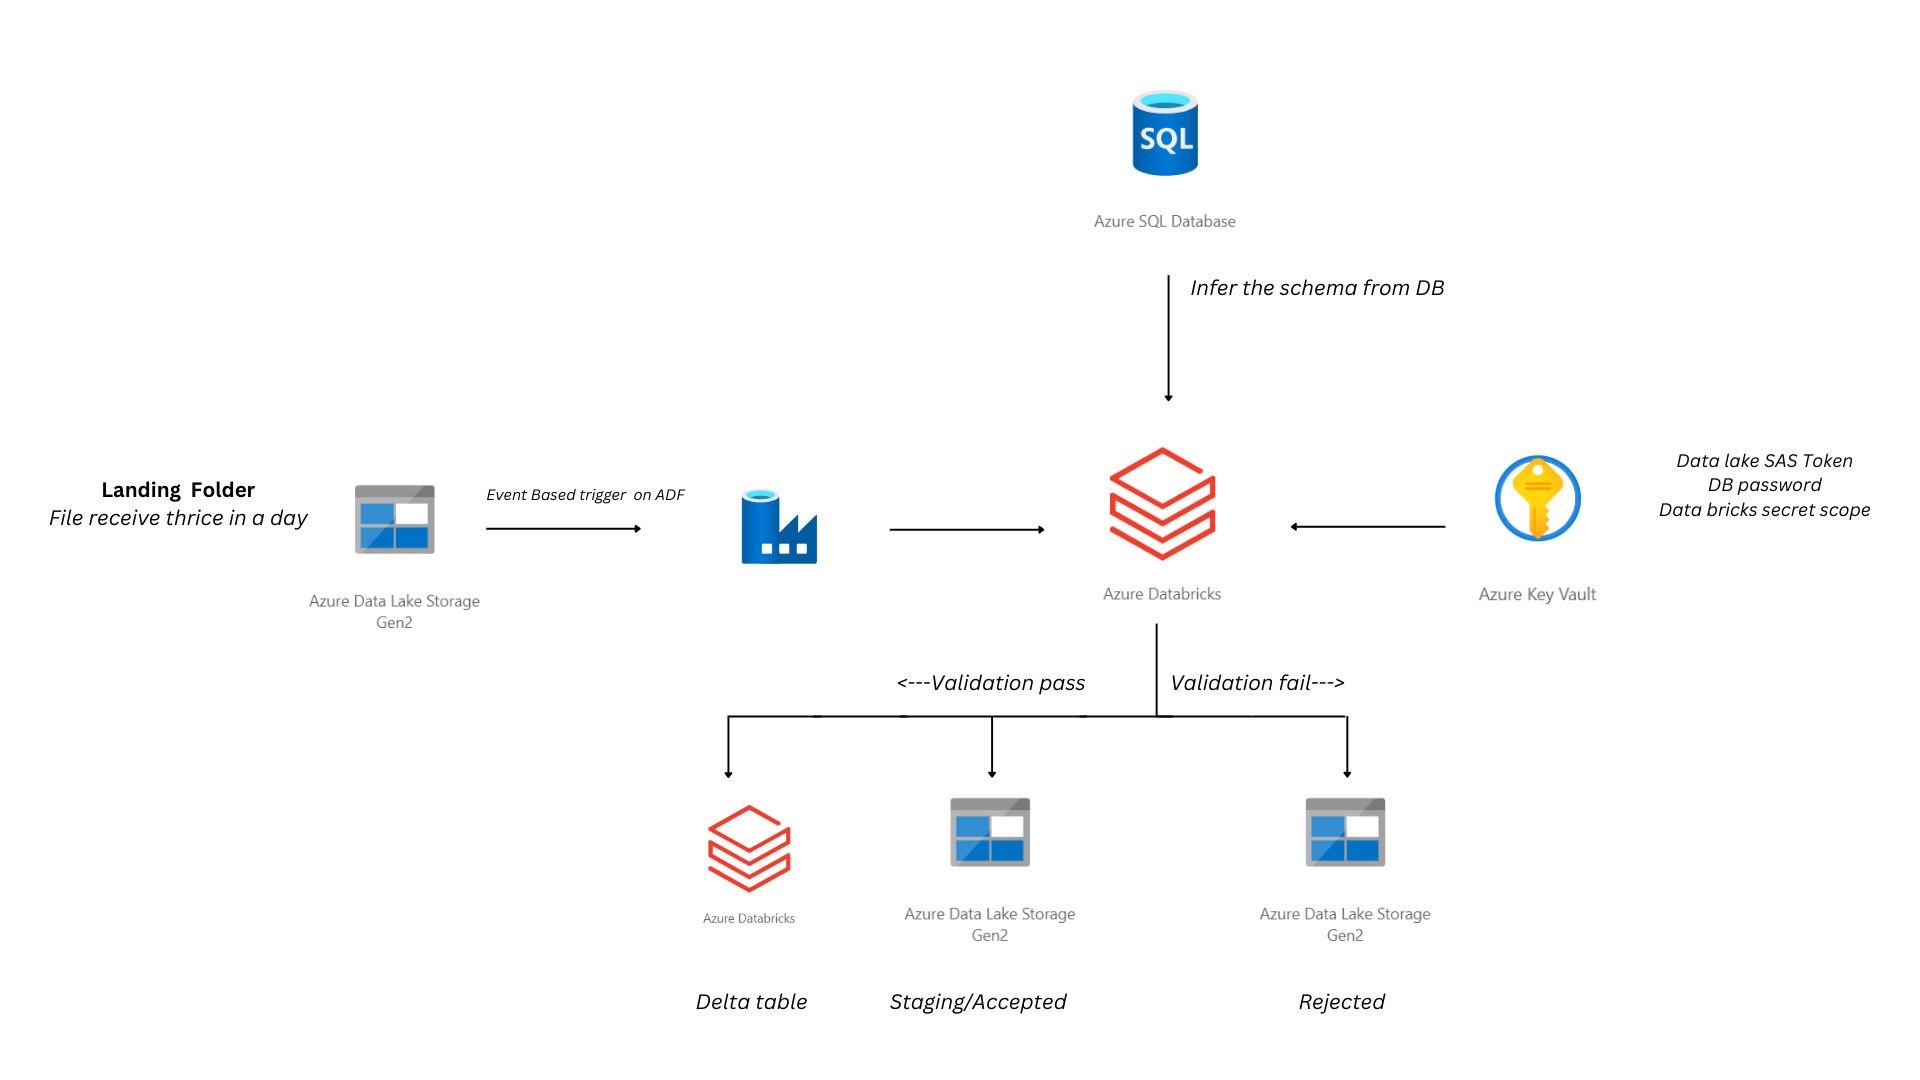 SQL
Azure SQL Database
Infer the schema from DB
Landing  Folder
File receive thrice in a day
Azure Data Lake Storage
Gen2
Event Based trigger  on ADF
Azure Databricks
Azure Key Vault
Data lake SAS Token
DB password
Data bricks secret scope
<---Validation pass
Validation fail--->
Azure Databricks
Delta table
Azure Data Lake Storage
Gen2
Staging/Accepted
Azure Data Lake Storage
Gen2
Rejected